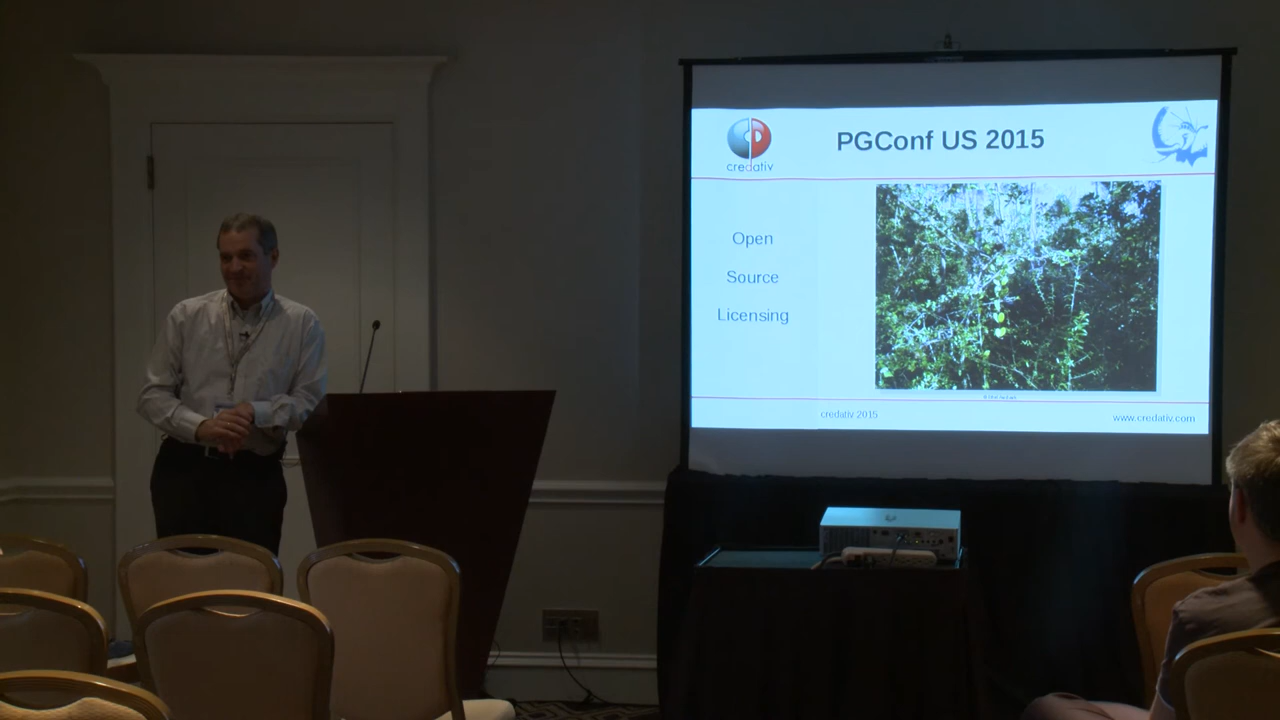 PGConf US 2015
credativ
Open
Source
Licensing
credativ 2015
www.credativ.com